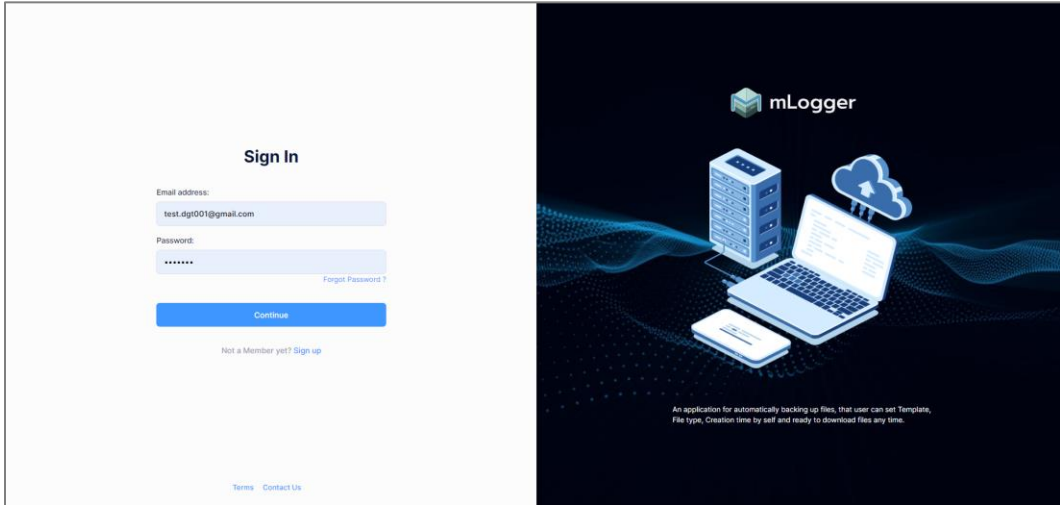 Sign In
Email address:
test.dgt001@gmail.com
Password:
•••••••
Forgot Password ?
Continue
Not a Member yet? Sign up
Terms Contact Us
mLogger
An application for automatically backing up files, that user can set Template,
File type, Creation time by self and ready to download files any time.